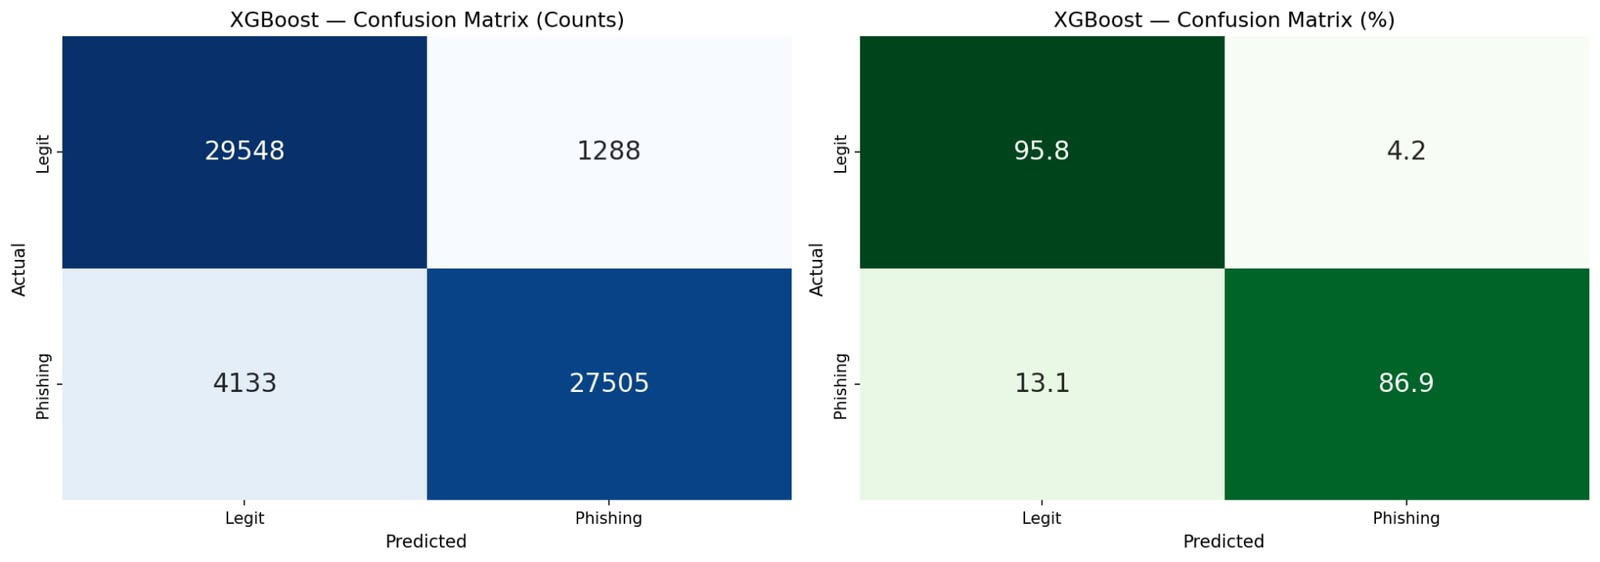 XGBoost — Confusion Matrix (Counts)
Actual
Legit
29548
1288
Phishing
4133
27505
Legit
Phishing
Predicted
XGBoost — Confusion Matrix (%)
Actual
Legit
95.8
4.2
Phishing
13.1
86.9
Legit
Phishing
Predicted